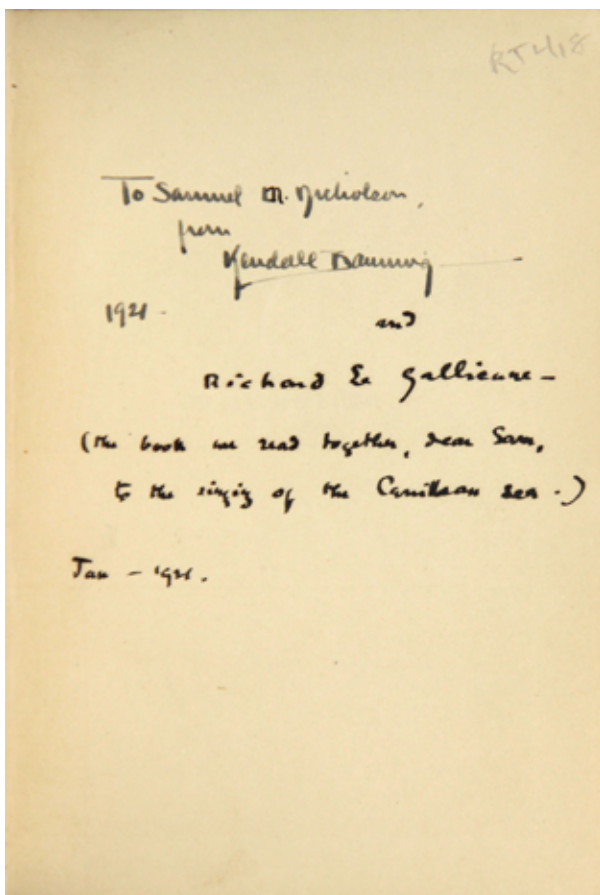 To Samuel M. Nicholson,
from
Kendall Banning
1921.
and
Richard Le Gallienne -
(the book we read together, dear Sam,
to the singing of the Caribbean sea -)
Jan - 1921.